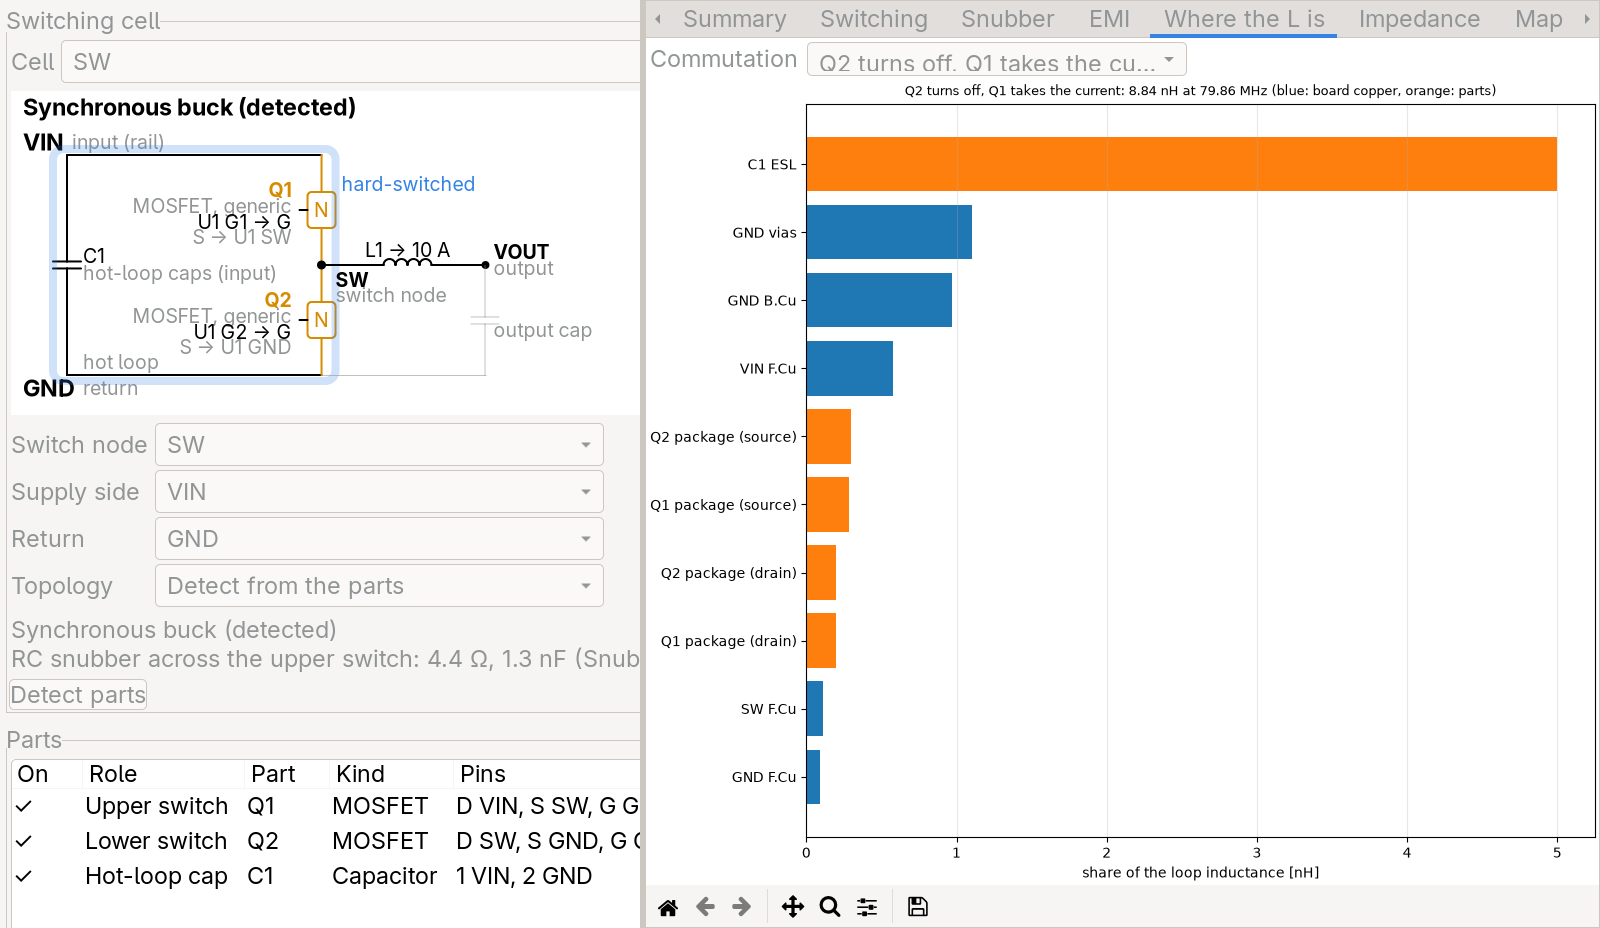 Switching cell
Cell SW
Synchronous buck (detected)
VIN input (rail)
Q1 hard-switched
MOSFET, generic
U1 G1 → G
N
S → U1 SW
C1
hot-loop caps (input)
L1 → 10 A
VOUT
output
SW
switch node
Q2
MOSFET, generic
U1 G2 → G
N
S → U1 GND
output cap
hot loop
GND return
Switch node SW
Supply side VIN
Return GND
Topology Detect from the parts
Synchronous buck (detected)
RC snubber across the upper switch: 4.4 Ω, 1.3 nF (Snub
Detect parts
Parts
On Role Part Kind Pins
✓ Upper switch Q1 MOSFET D VIN, S SW, G G
✓ Lower switch Q2 MOSFET D SW, S GND, G
✓ Hot-loop cap C1 Capacitor 1 VIN, 2 GND
Summary Switching Snubber EMI Where the L is Impedance Map
Commutation Q2 turns off, Q1 takes the cu...
Q2 turns off, Q1 takes the current: 8.84 nH at 79.86 MHz (blue: board copper, orange: parts)
C1 ESL
GND vias
GND B.Cu
VIN F.Cu
Q2 package (source)
Q1 package (source)
Q2 package (drain)
Q1 package (drain)
SW F.Cu
GND F.Cu
0 1 2 3 4 5
share of the loop inductance [nH]